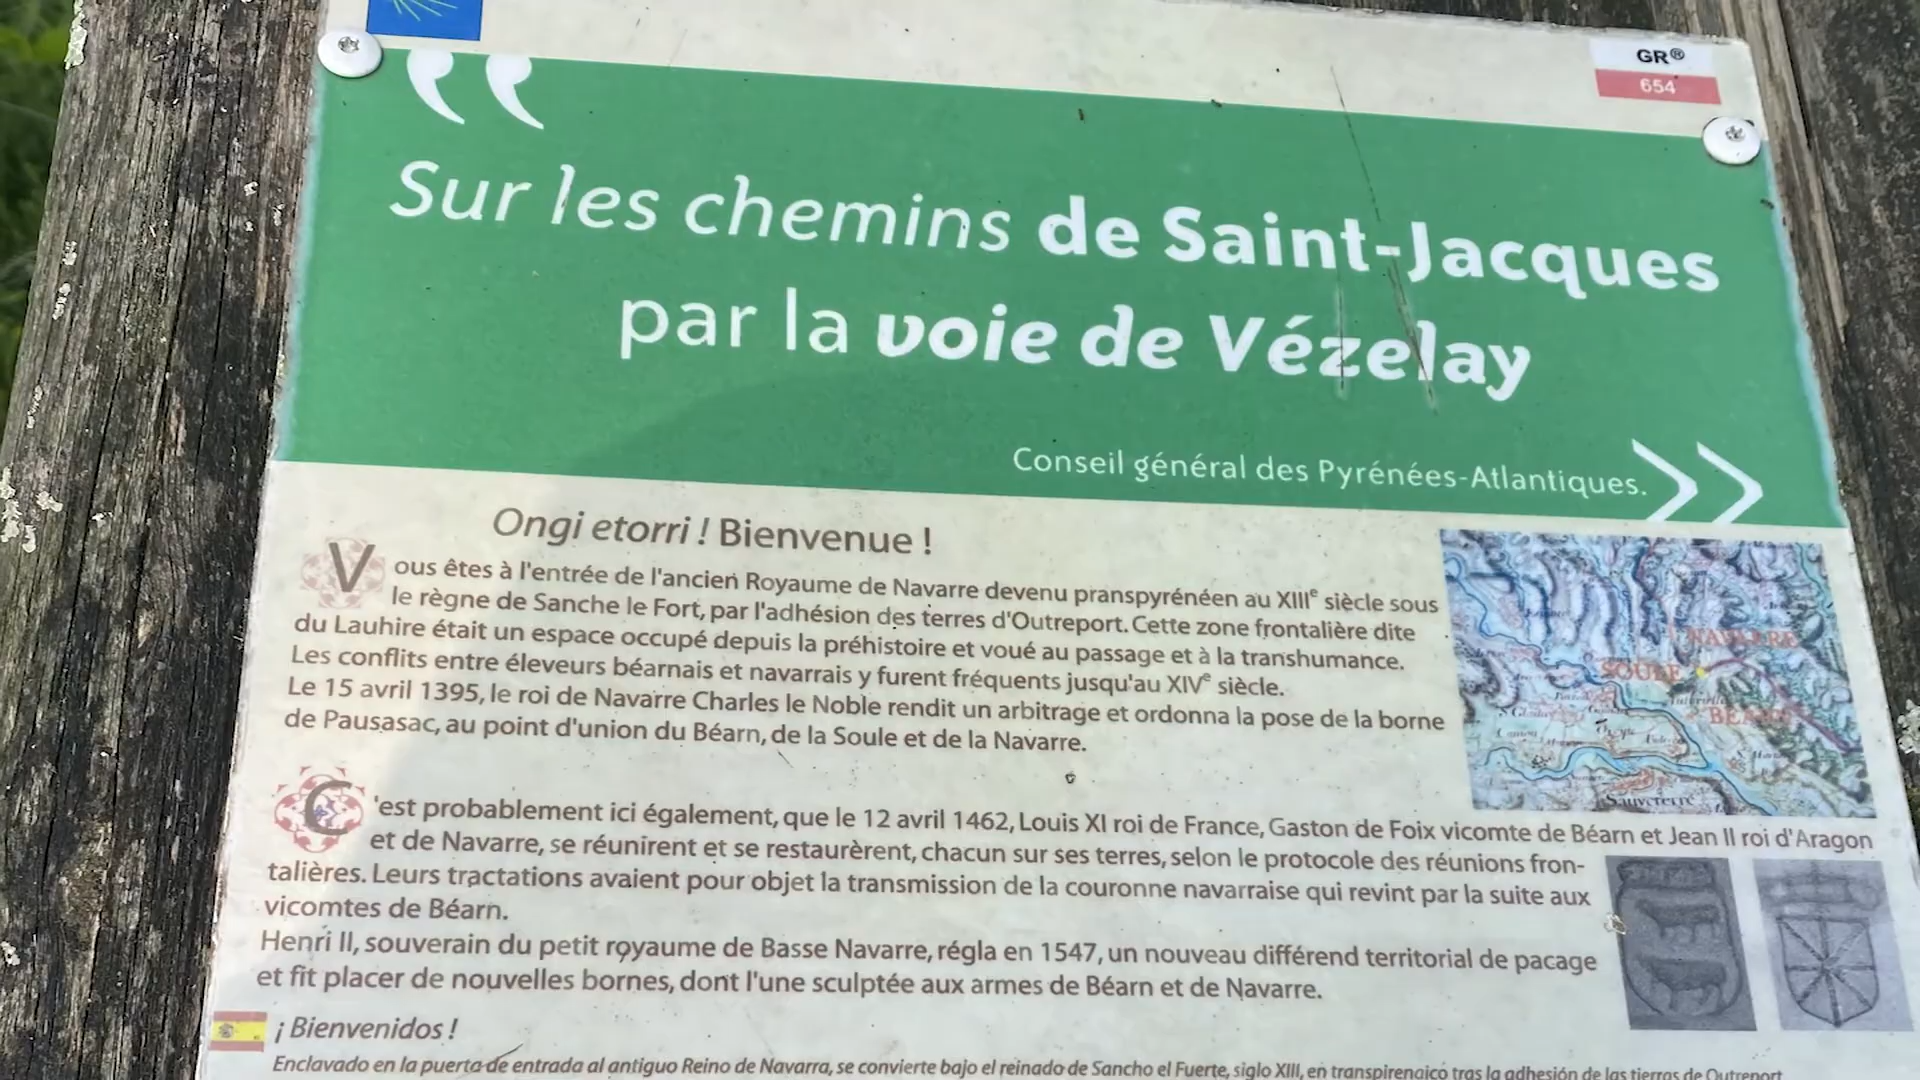 GR®
654
Sur les chemins de Saint-Jacques
par la voie de Vézelay
Conseil général des Pyrénées-Atlantiques.
Ongi etorri ! Bienvenue !
Vous êtes à l'entrée de l'ancien Royaume de Navarre devenu pranspyrénéen au XIIIe siècle sous
le règne de Sanche le Fort, par l'adhésion des terres d'Outreport. Cette zone frontalière dite
du Lauhire était un espace occupé depuis la préhistoire et voué au passage et à la transhumance.
Les conflits entre éleveurs béarnais et navarrais y furent fréquents jusqu'au XIVe siècle.
Le 15 avril 1395, le roi de Navarre Charles le Noble rendit un arbitrage et ordonna la pose de la borne
de Pausasac, au point d'union du Béarn, de la Soule et de la Navarre.
NAVARRE
SOULE
BEARN
Sauveterre
C'est probablement ici également, que le 12 avril 1462, Louis XI roi de France, Gaston de Foix vicomte de Béarn et Jean II roi d'Aragon
et de Navarre, se réunirent et se restaurèrent, chacun sur ses terres, selon le protocole des réunions fron-
talières. Leurs tractations avaient pour objet la transmission de la couronne navarraise qui revint par la suite aux
vicomtes de Béarn.
Henri II, souverain du petit royaume de Basse Navarre, régla en 1547, un nouveau différend territorial de pacage
et fit placer de nouvelles bornes, dont l'une sculptée aux armes de Béarn et de Navarre.
¡ Bienvenidos !
Enclavado en la puerta de entrada al antiguo Reino de Navarra, se convierte bajo el reinado de Sancho el Fuerte, siglo XIII, en transpirenaico tras la adhesión de las tierras de Outreport